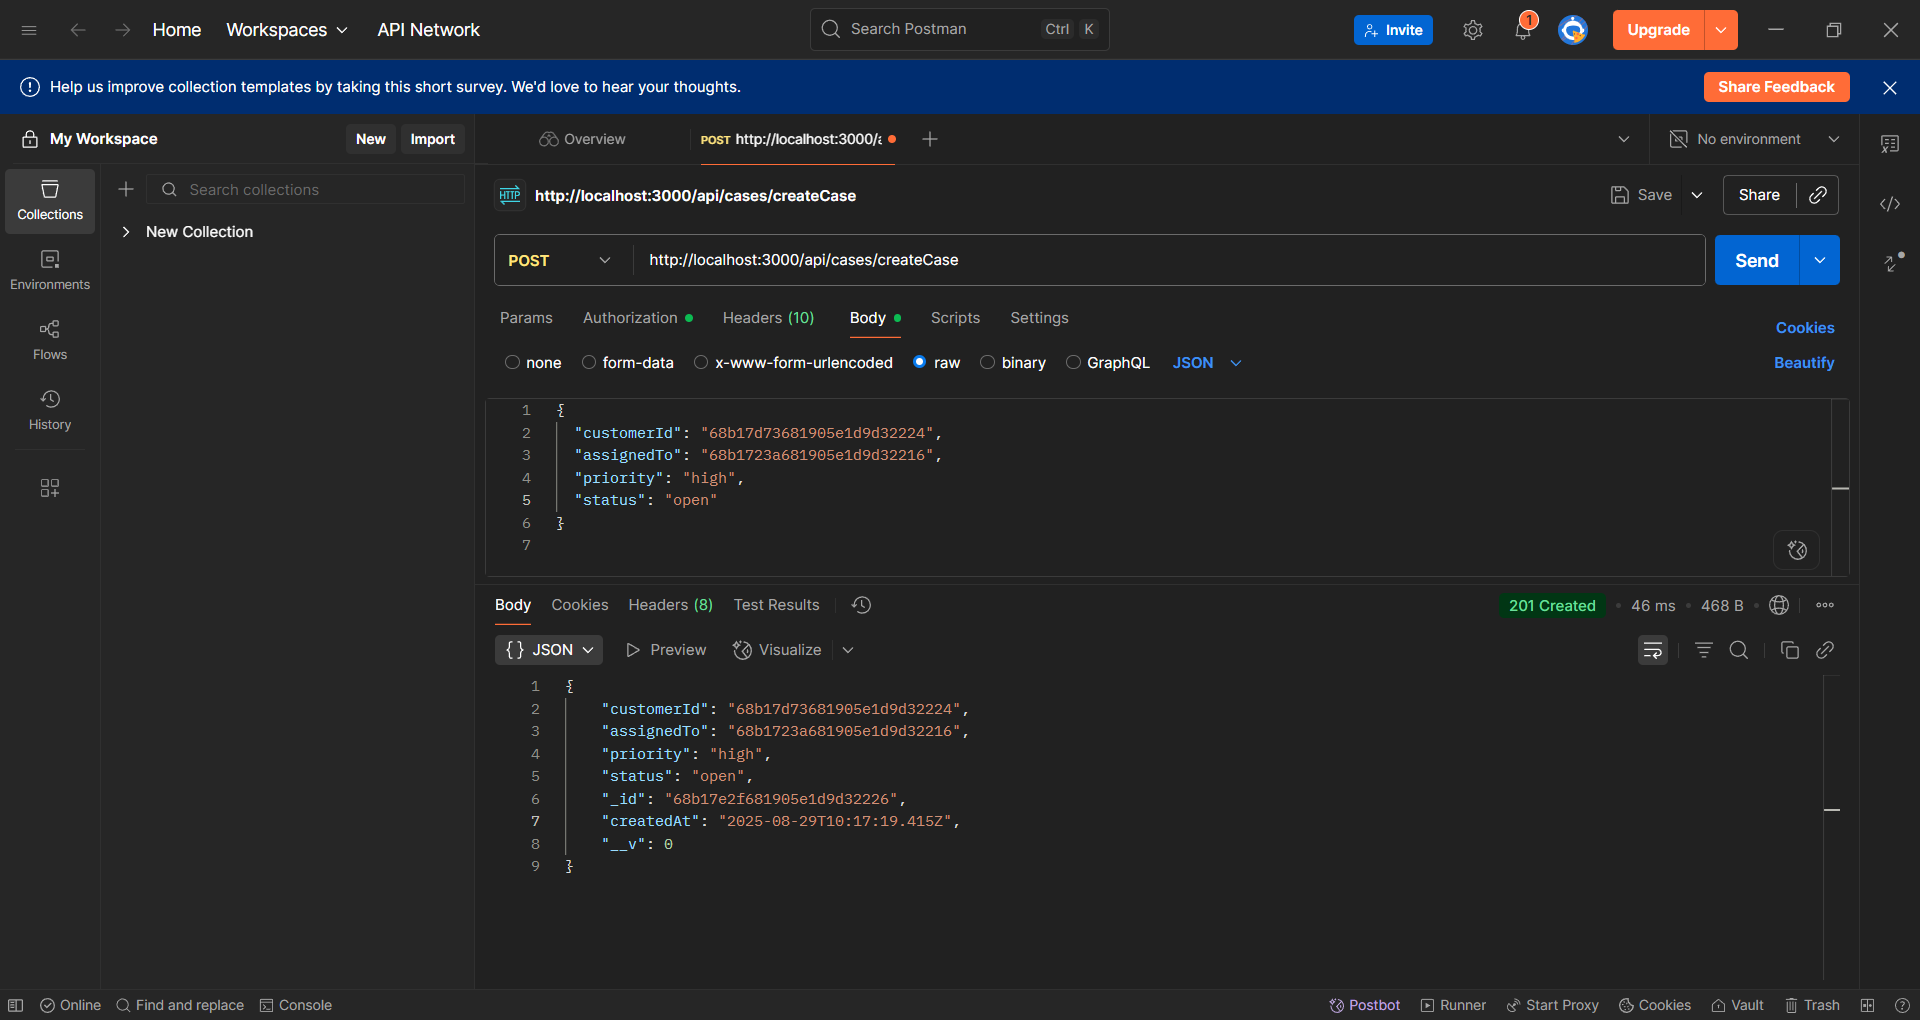 Home Workspaces API Network Search Postman Ctrl K Invite 1 Upgrade
Help us improve collection templates by taking this short survey. We'd love to hear your thoughts. Share Feedback
My Workspace New Import Overview POST http://localhost:3000/a No environment
Search collections
Collections
New Collection
Environments
Flows
History
HTTP http://localhost:3000/api/cases/createCase Save Share
POST http://localhost:3000/api/cases/createCase Send
Params Authorization Headers (10) Body Scripts Settings Cookies
none form-data x-www-form-urlencoded raw binary GraphQL JSON Beautify
1 {
2 "customerId": "68b17d73681905e1d9d32224",
3 "assignedTo": "68b1723a681905e1d9d32216",
4 "priority": "high",
5 "status": "open"
6 }
7
Body Cookies Headers (8) Test Results 201 Created 46 ms 468 B
{} JSON Preview Visualize
1 {
2 "customerId": "68b17d73681905e1d9d32224",
3 "assignedTo": "68b1723a681905e1d9d32216",
4 "priority": "high",
5 "status": "open",
6 "_id": "68b17e2f681905e1d9d32226",
7 "createdAt": "2025-08-29T10:17:19.415Z",
8 "__v": 0
9 }
Online Find and replace Console Postbot Runner Start Proxy Cookies Vault Trash